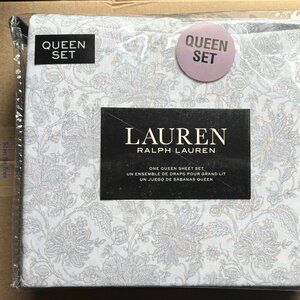 QUEEN
SET
QUEEN
SET
LAUREN
RALPH LAUREN
ONE QUEEN SHEET SET
UN ENSEMBLE DE DRAPS POUR GRAND LIT
UN JUEGO DE SABANAS QUEEN